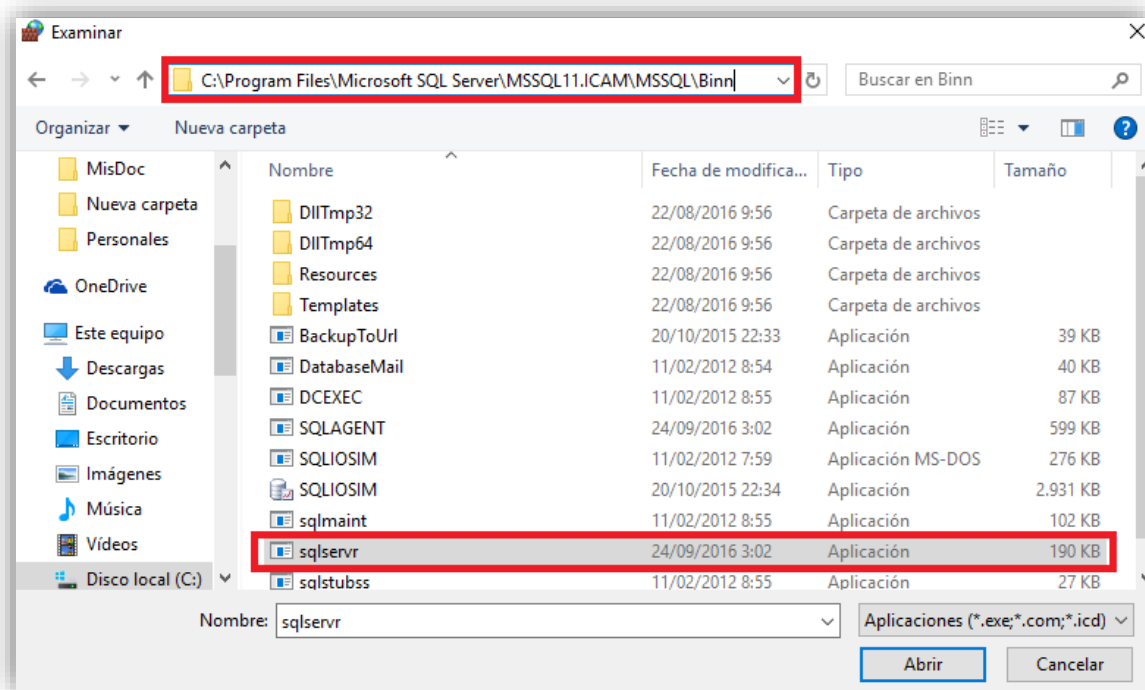 Examinar
C:\Program Files\Microsoft SQL Server\MSSQL11.ICAM\MSSQL\Binn
Buscar en Binn
Organizar
Nueva carpeta
MisDoc
Nueva carpeta
Personales
OneDrive
Este equipo
Descargas
Documentos
Escritorio
Imágenes
Música
Vídeos
Disco local (C:)
Nombre Fecha de modifica... Tipo Tamaño
DllTmp32 22/08/2016 9:56 Carpeta de archivos
DllTmp64 22/08/2016 9:56 Carpeta de archivos
Resources 22/08/2016 9:56 Carpeta de archivos
Templates 22/08/2016 9:56 Carpeta de archivos
BackupToUrl 20/10/2015 22:33 Aplicación 39 KB
DatabaseMail 11/02/2012 8:54 Aplicación 40 KB
DCEXEC 11/02/2012 8:55 Aplicación 87 KB
SQLAGENT 24/09/2016 3:02 Aplicación 599 KB
SQLIOSIM 11/02/2012 7:59 Aplicación MS-DOS 276 KB
SQLIOSIM 20/10/2015 22:34 Aplicación 2.931 KB
sqlmaint 11/02/2012 8:55 Aplicación 102 KB
sqlservr 24/09/2016 3:02 Aplicación 190 KB
sqlstubss 11/02/2012 8:55 Aplicación 27 KB
Nombre: sqlservr
Aplicaciones (*.exe;*.com;*.icd)
Abrir
Cancelar